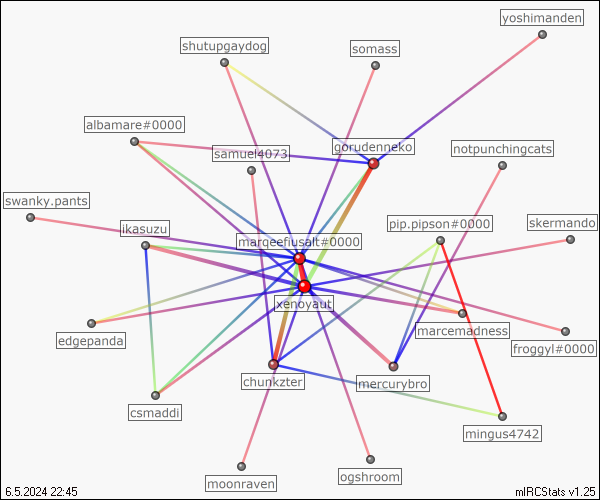 yoshimanden
shutupgaydog
somass
albamare#0000
gorudenneko
samuel4073
notpunchingcats
swanky.pants
ikasuzu
pip.pipson#0000
skermando
marqeefiusalt#0000
xenoyaut
edgepanda
marcemadness
froggyl#0000
chunkzter
mercurybro
csmaddi
mingus4742
moonraven
ogshroom
6.5.2024 22:45
mIRCStats v1.25